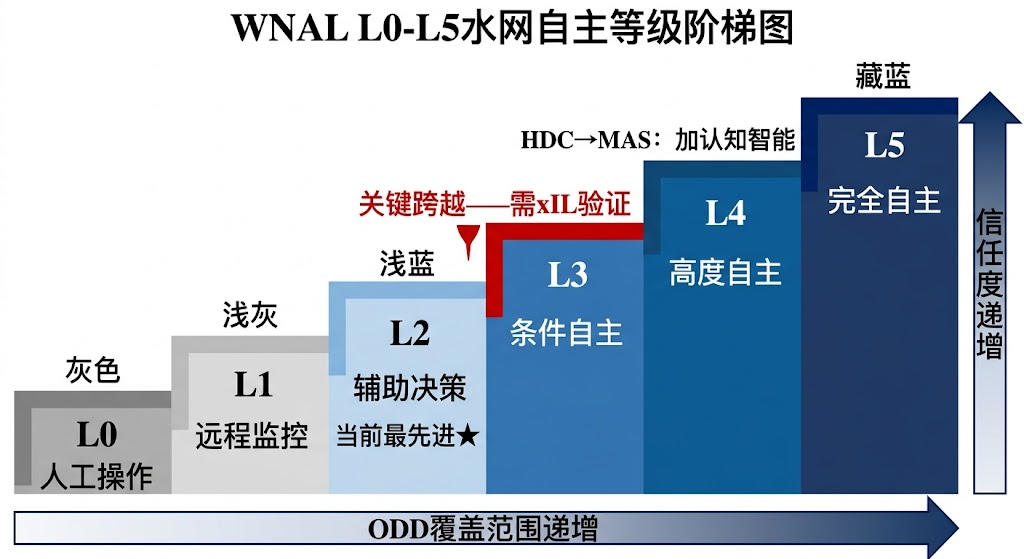 WNAL L0-L5水网自主等级阶梯图
藏蓝
HDC→MAS：加认知智能
L5
完全自主
关键跨越——需xIL验证
L4
高度自主
浅蓝
L3
条件自主
浅灰
L2
辅助决策
当前最先进★
灰色
L1
远程监控
L0
人工操作
信任度递增
ODD覆盖范围递增